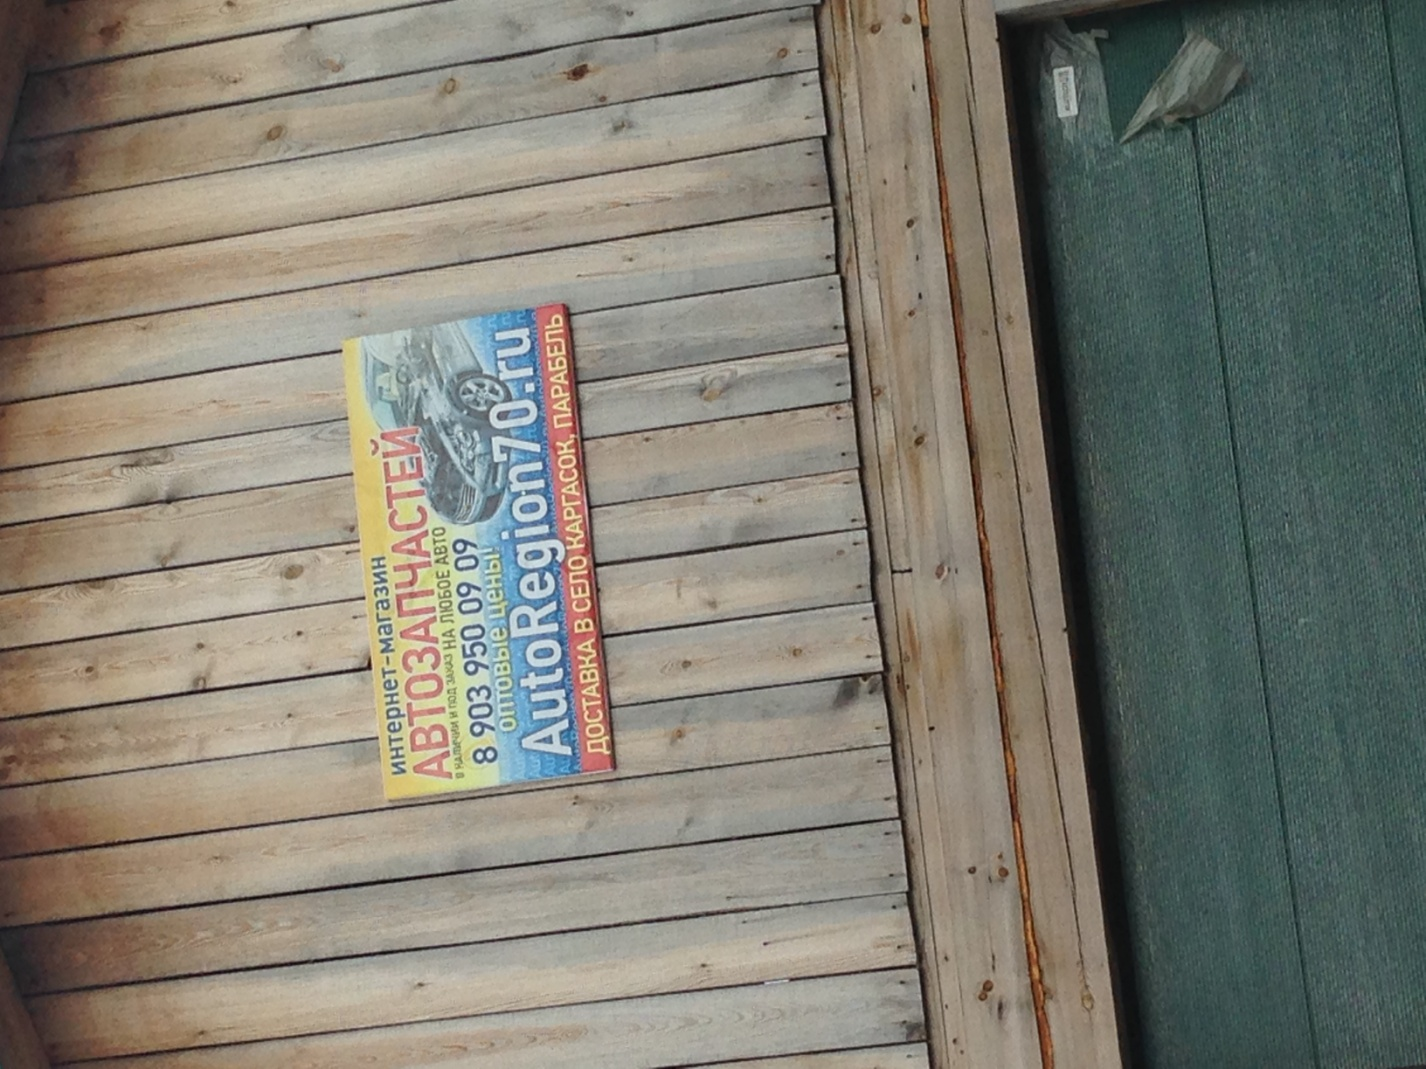 интернет-магазин
АВТОЗАПЧАСТЕЙ
В НАЛИЧИИ И ПОД ЗАКАЗ НА ЛЮБОЕ АВТО
8 903 950 09 09
оптовые цены!
AutoRegion70.ru
ДОСТАВКА В СЕЛО КАРГАСОК, ПАРАБЕЛЬ